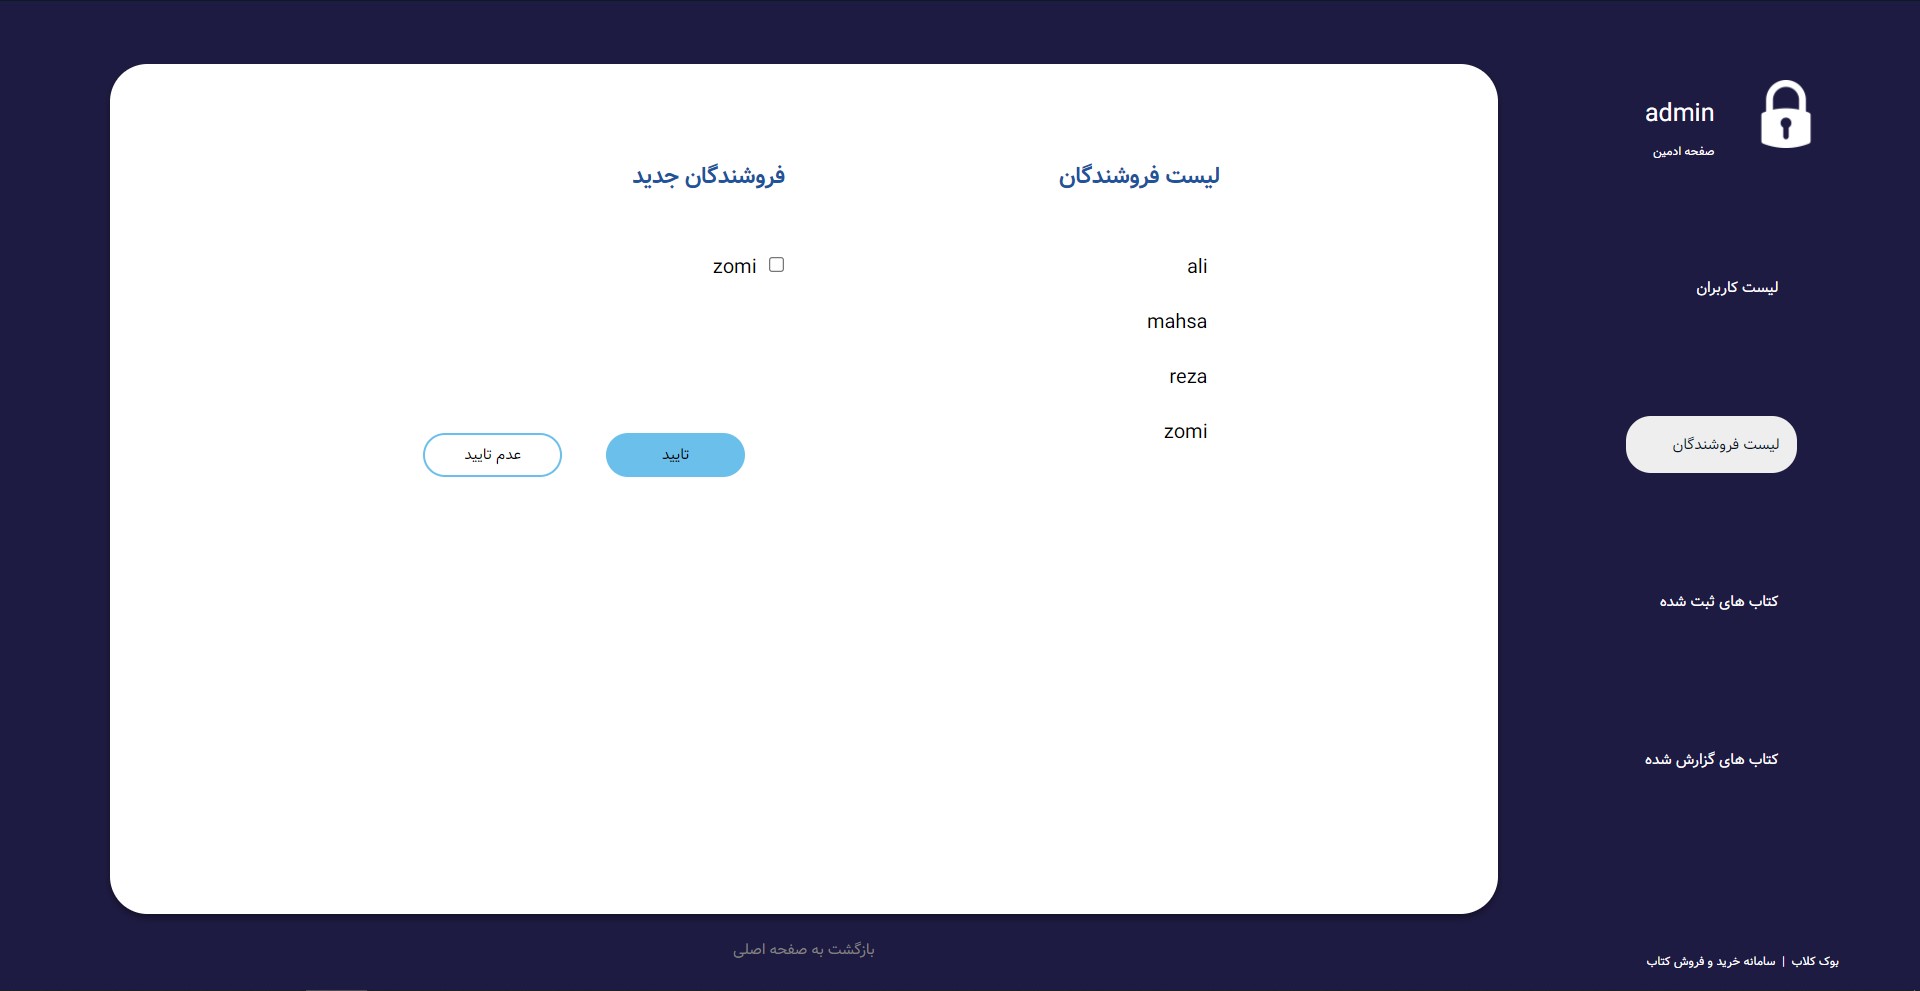 admin
صفحه ادمین
لیست کاربران
لیست فروشندگان
کتاب های ثبت شده
کتاب های گزارش شده
بوک کلاب | سامانه خرید و فروش کتاب
لیست فروشندگان
ali
mahsa
reza
zomi
فروشندگان جدید
zomi
تایید
عدم تایید
بازگشت به صفحه اصلی